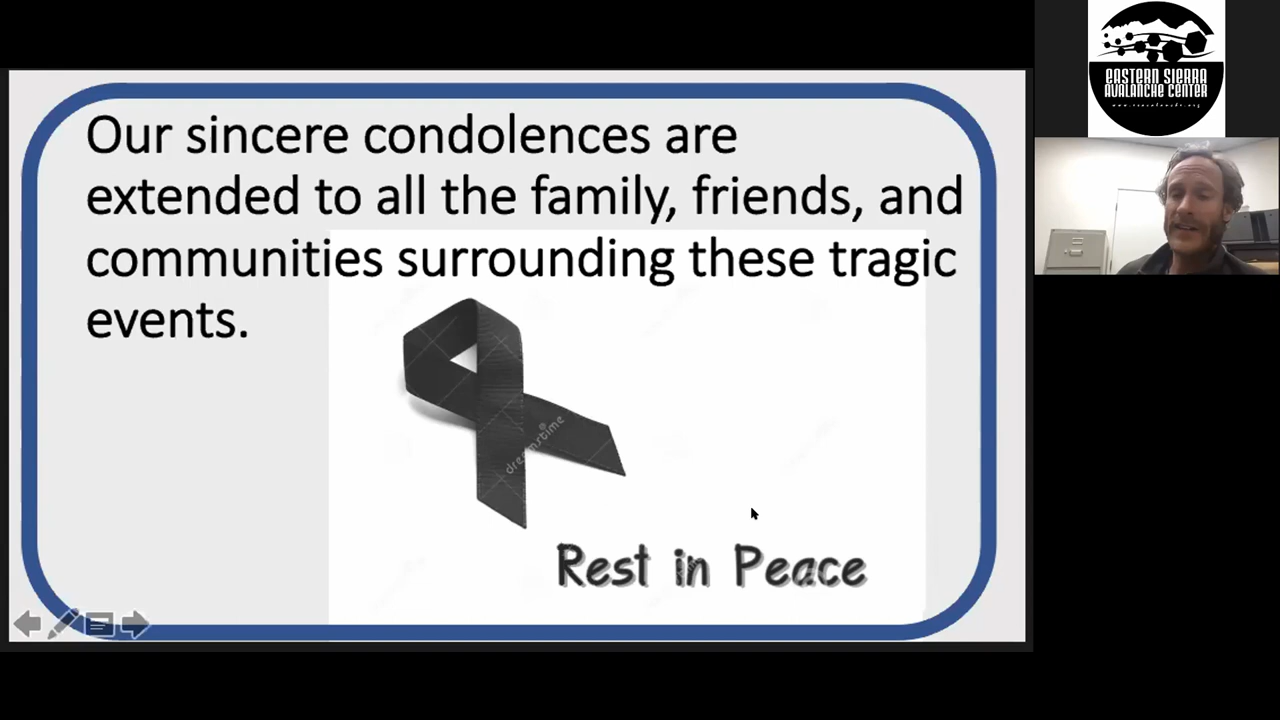 Our sincere condolences are
extended to all the family, friends, and
communities surrounding these tragic
events.
dreamstime
Rest in Peace
EASTERN SIERRA
AVALANCHE CENTER